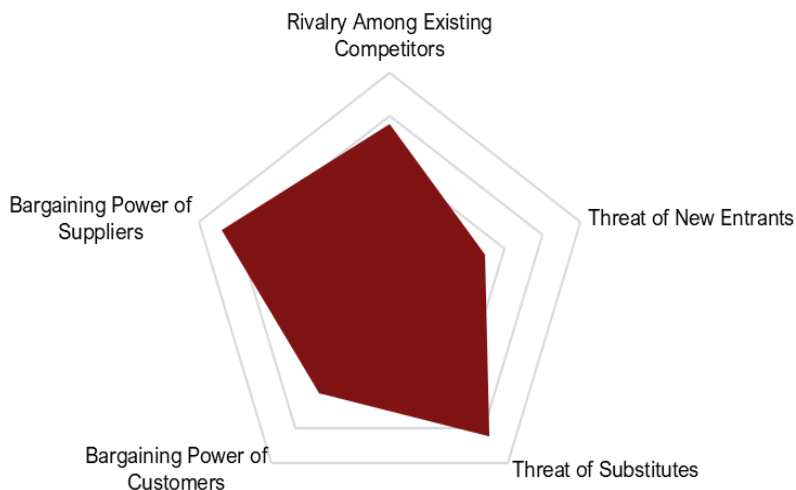 Rivalry Among Existing
Competitors
Bargaining Power of
Suppliers
Threat of New Entrants
Bargaining Power of
Customers
Threat of Substitutes